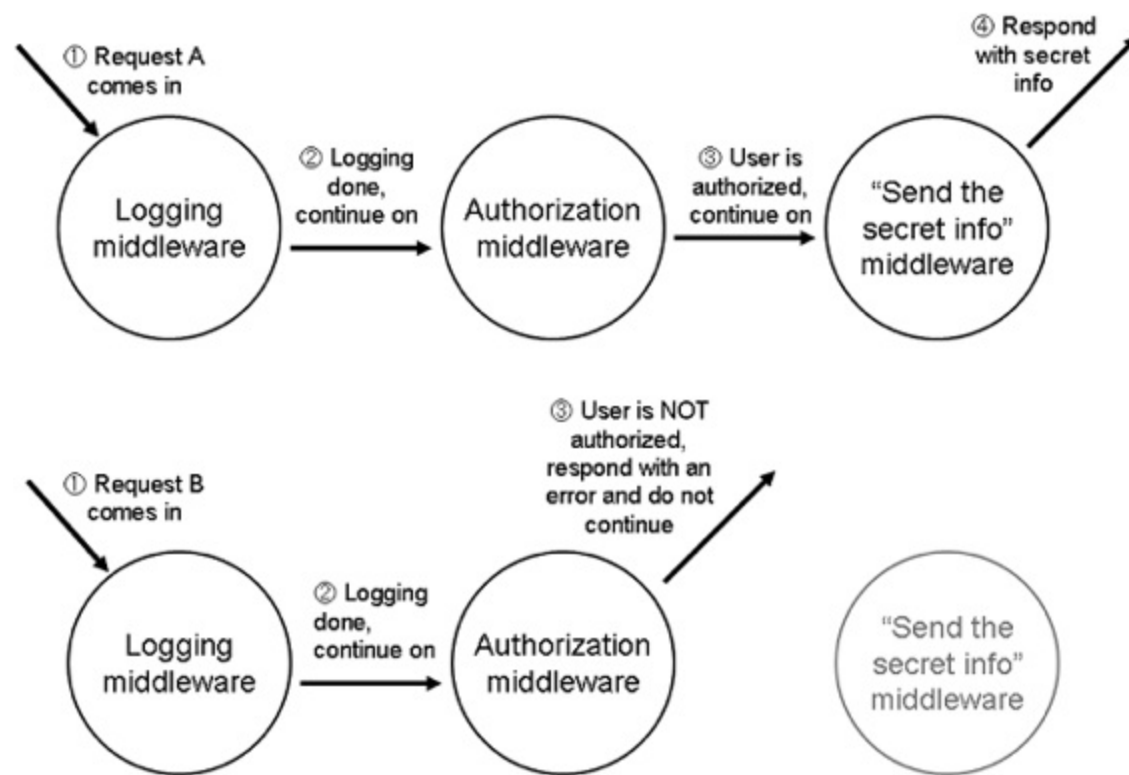 ① Request A
comes in
② Logging
done,
continue on
③ User is
authorized,
continue on
④ Respond
with secret
info
Logging
middleware
Authorization
middleware
“Send the
secret info”
middleware
① Request B
comes in
② Logging
done,
continue on
③ User is NOT
authorized,
respond with an
error and do not
continue
Logging
middleware
Authorization
middleware
“Send the
secret info”
middleware